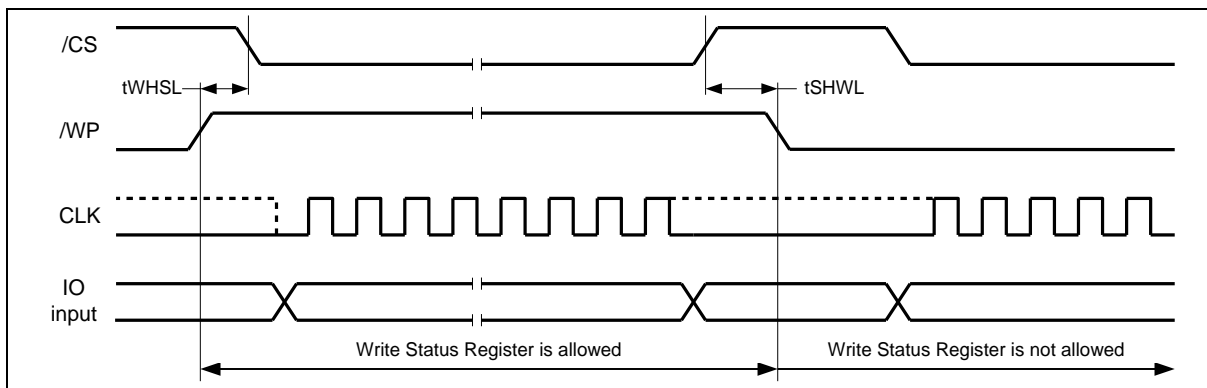 /CS
tWHSL
tSHWL
/WP
CLK
IO
input
Write Status Register is allowed
Write Status Register is not allowed